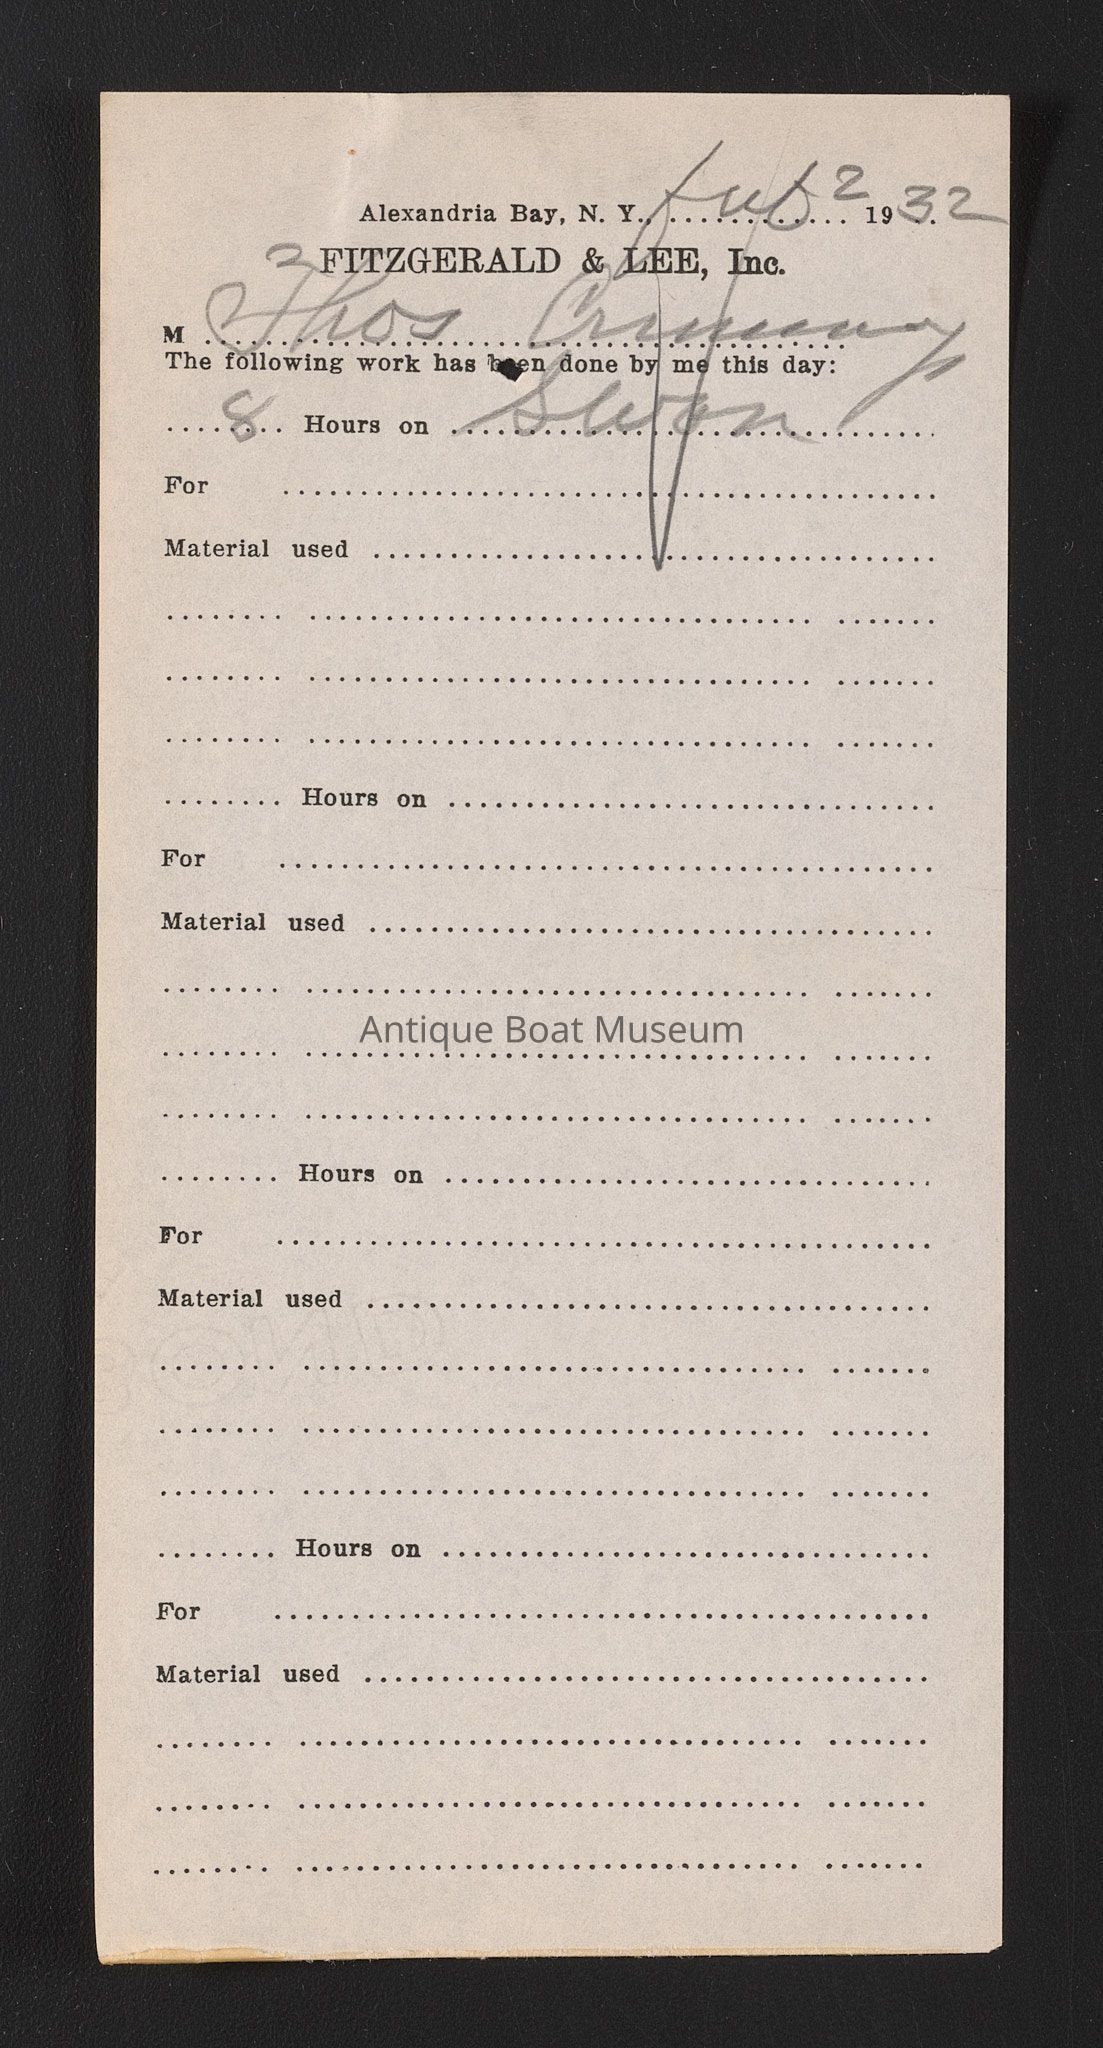 Alexandria Bay, N. Y. 2 1932
FITZGERALD & LEE, Inc.
M Thos
The following work has been done by me this day:
8 Hours on
For
Material used
Hours on
For
Material used
Antique Boat Museum
Hours on
For
Material used
Hours on
For
Material used